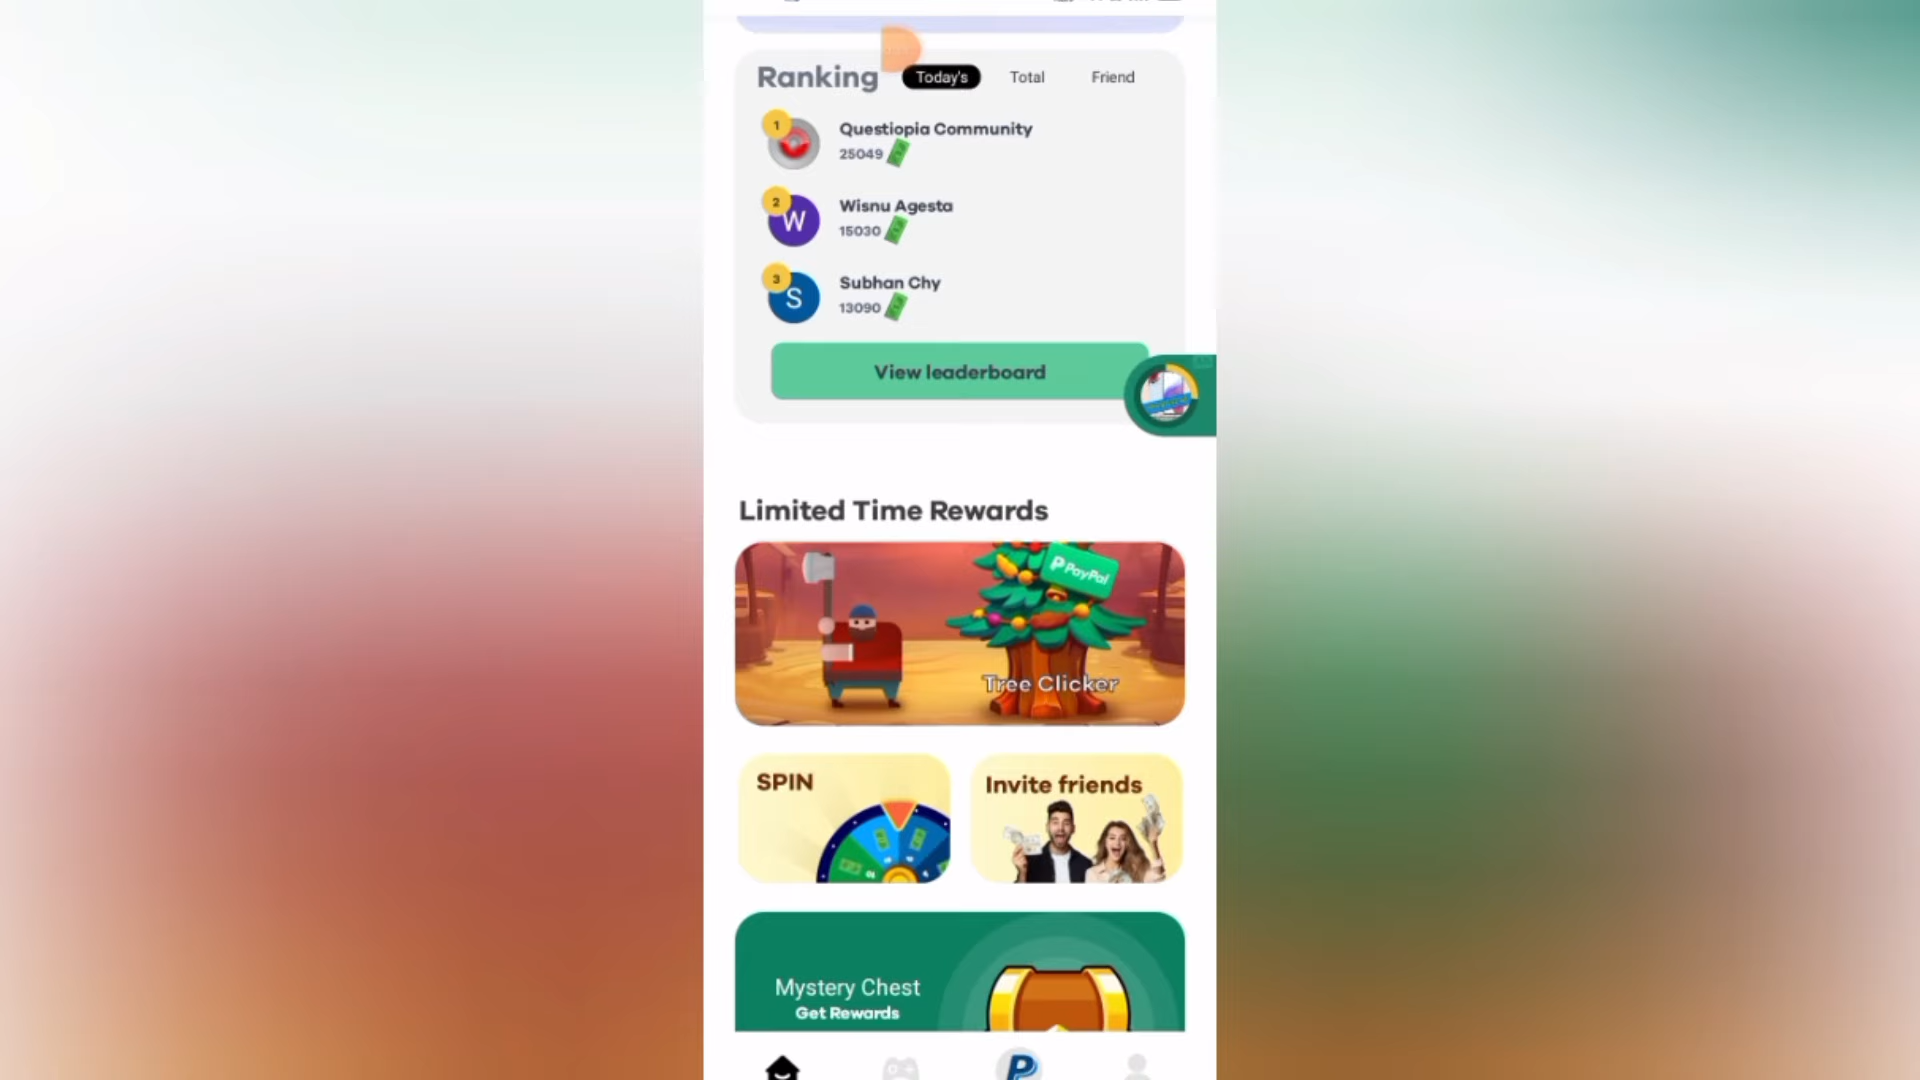 Ranking
Today's
Total
Friend
1
Questiopia Community
25049
2
W
Wisnu Agesta
15030
3
S
Subhan Chy
13090
View leaderboard
Limited Time Rewards
PayPal
Tree Clicker
SPIN
Invite friends
Mystery Chest
Get Rewards